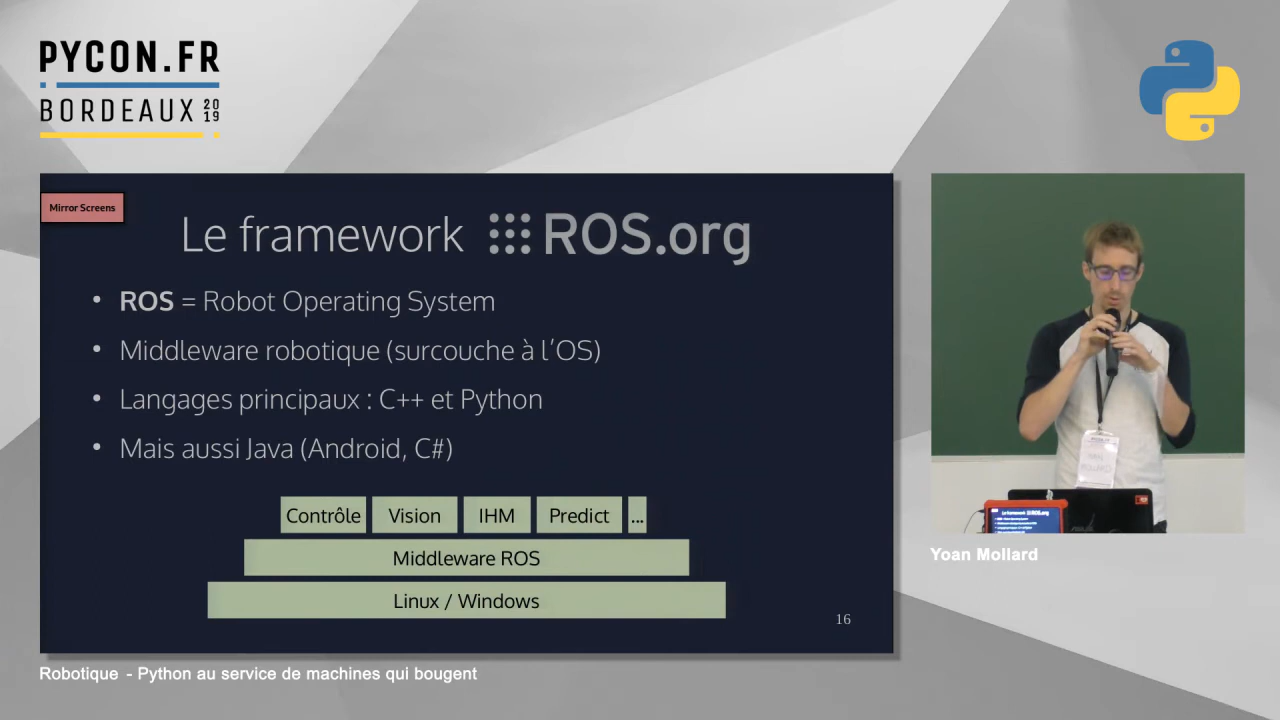 PYCON.FR
BORDEAUX 2019
Mirror Screens
Le framework ROS.org
• ROS = Robot Operating System
• Middleware robotique (surcouche à l’OS)
• Langages principaux : C++ et Python
• Mais aussi Java (Android, C#)
Contrôle Vision IHM Predict ...
Middleware ROS
Linux / Windows
16
Yoan Mollard
Robotique - Python au service de machines qui bougent